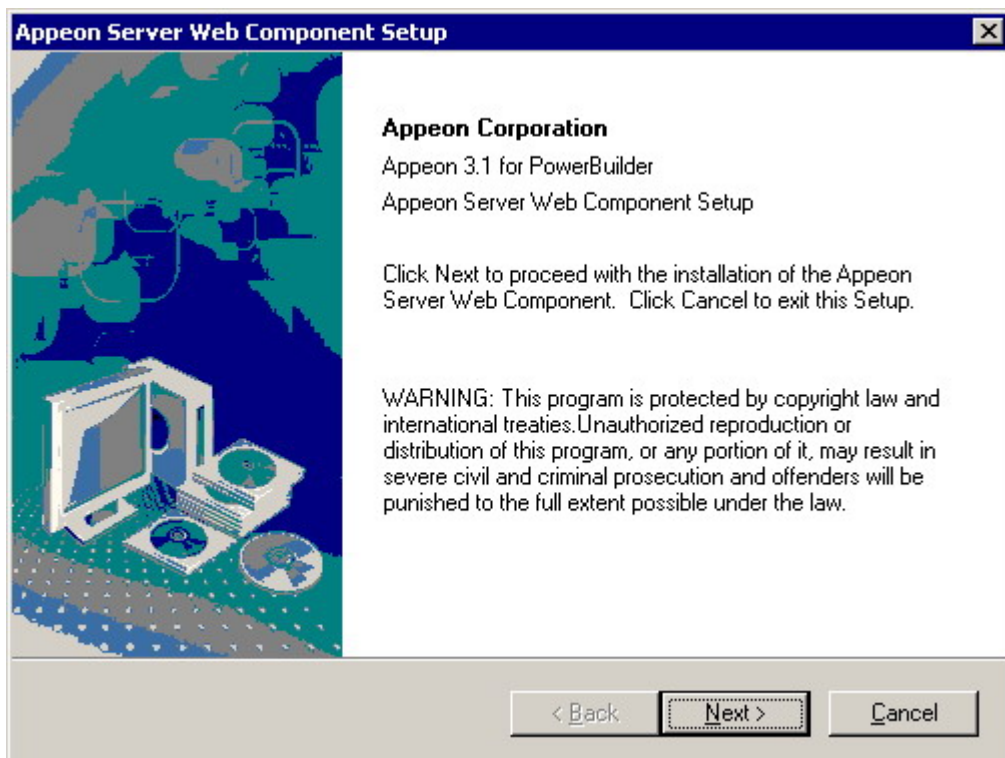 Appeon Server Web Component Setup
Appeon Corporation
Appeon 3.1 for PowerBuilder
Appeon Server Web Component Setup
Click Next to proceed with the installation of the Appeon
Server Web Component.  Click Cancel to exit this Setup.
WARNING: This program is protected by copyright law and
international treaties.Unauthorized reproduction or
distribution of this program, or any portion of it, may result in
severe civil and criminal prosecution and offenders will be
punished to the full extent possible under the law.
< Back
Next >
Cancel